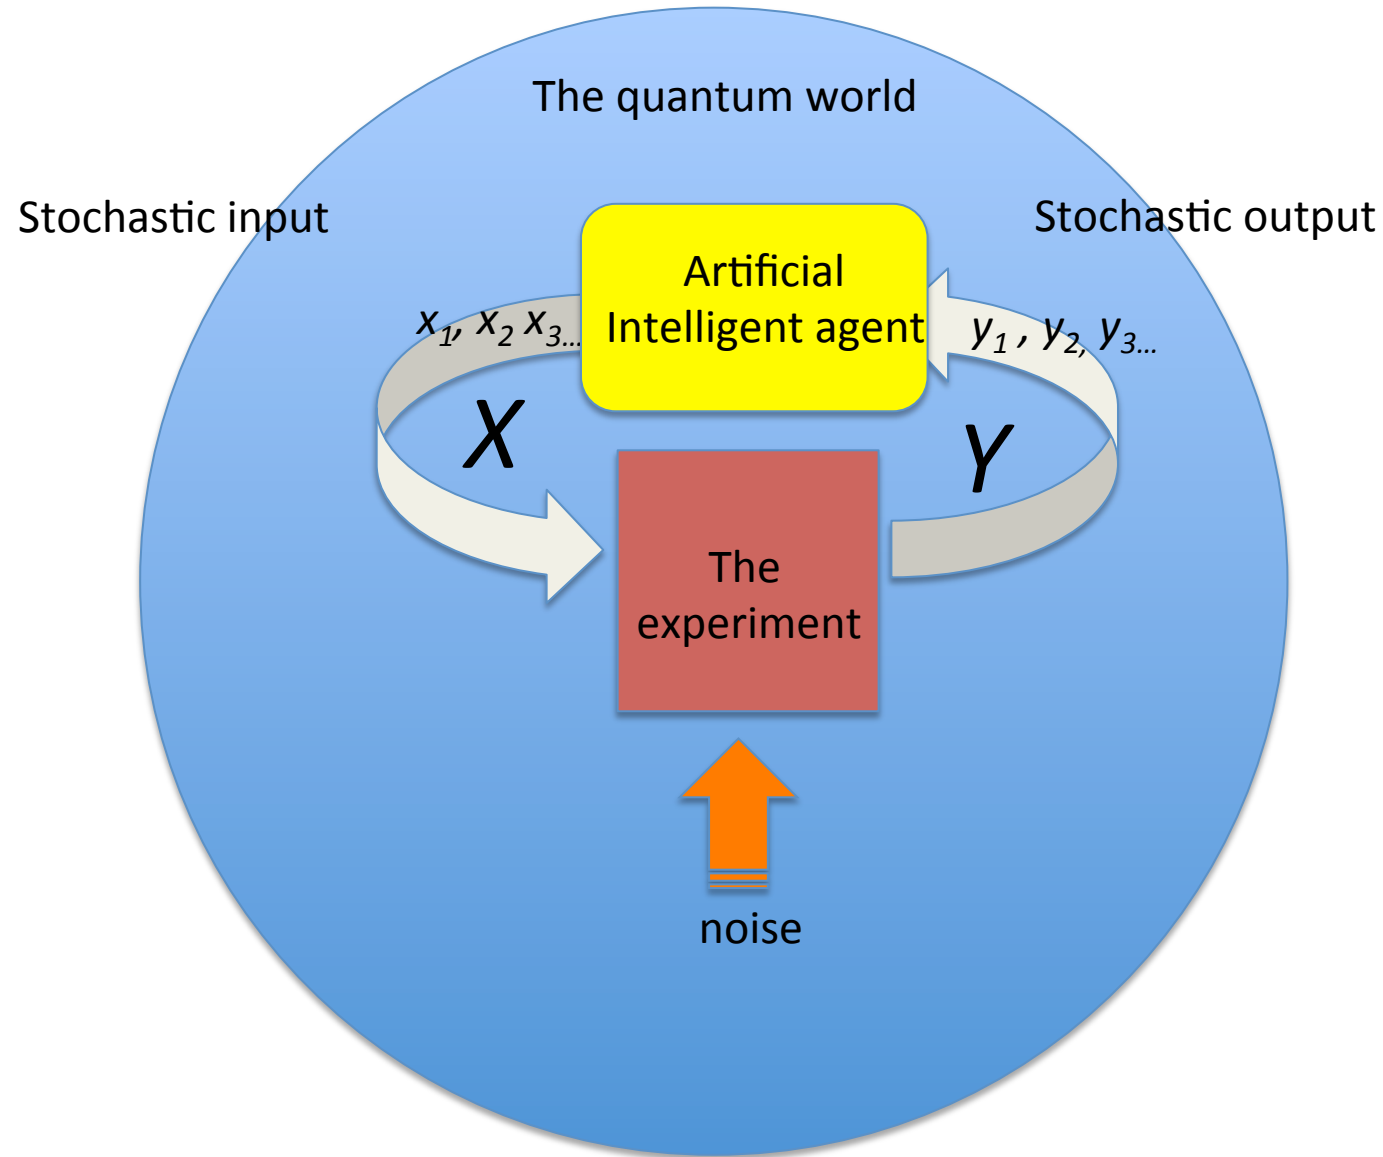 The quantum world
Stochastic input
Stochastic output
Artificial
Intelligent agent
x1, x2 x3...
y1 , y2, y3...
X
Y
The
experiment
noise